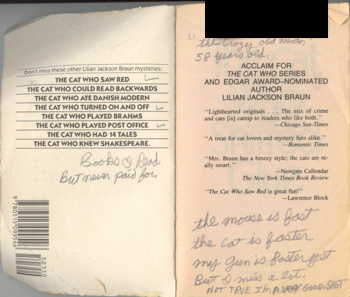 Don't miss these other Lilian Jackson Braun mysteries:
THE CAT WHO SAW RED
THE CAT WHO COULD READ BACKWARDS
THE CAT WHO ATE DANISH MODERN
THE CAT WHO TURNED ON AND OFF
THE CAT WHO PLAYED BRAHMS
THE CAT WHO PLAYED POST OFFICE
THE CAT WHO HAD 14 TALES
THE CAT WHO KNEW SHAKESPEARE.
Books I Read
But never paid for
the crazy old man,
58 years old.
ACCLAIM FOR
THE CAT WHO SERIES
AND EDGAR AWARD–NOMINATED
AUTHOR
LILIAN JACKSON BRAUN
"Lighthearted originals . . . The mix of crime
and cats [is] catnip to readers who like both."
—Chicago Sun-Times
"A treat for cat lovers and mystery fans alike."
—Romantic Times
"Mrs. Braun has a breezy style; the cats are re-
ally smart."
—Newgate Callendar
The New York Times Book Review
"The Cat Who Saw Red is great fun!"
—Lawrence Block
the mouse is fast
the cat is faster
my gun is faster yet
But I miss a lot.
NOT TRUE I'M A VERY GOOD SHOT